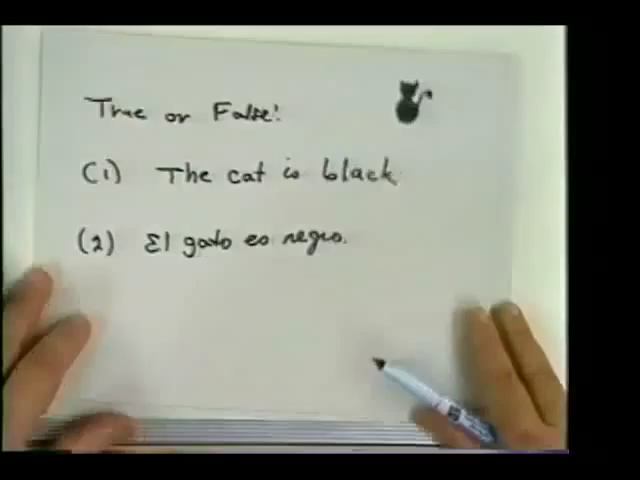 True or False:
(1) The cat is black
(2) El gato es negro.